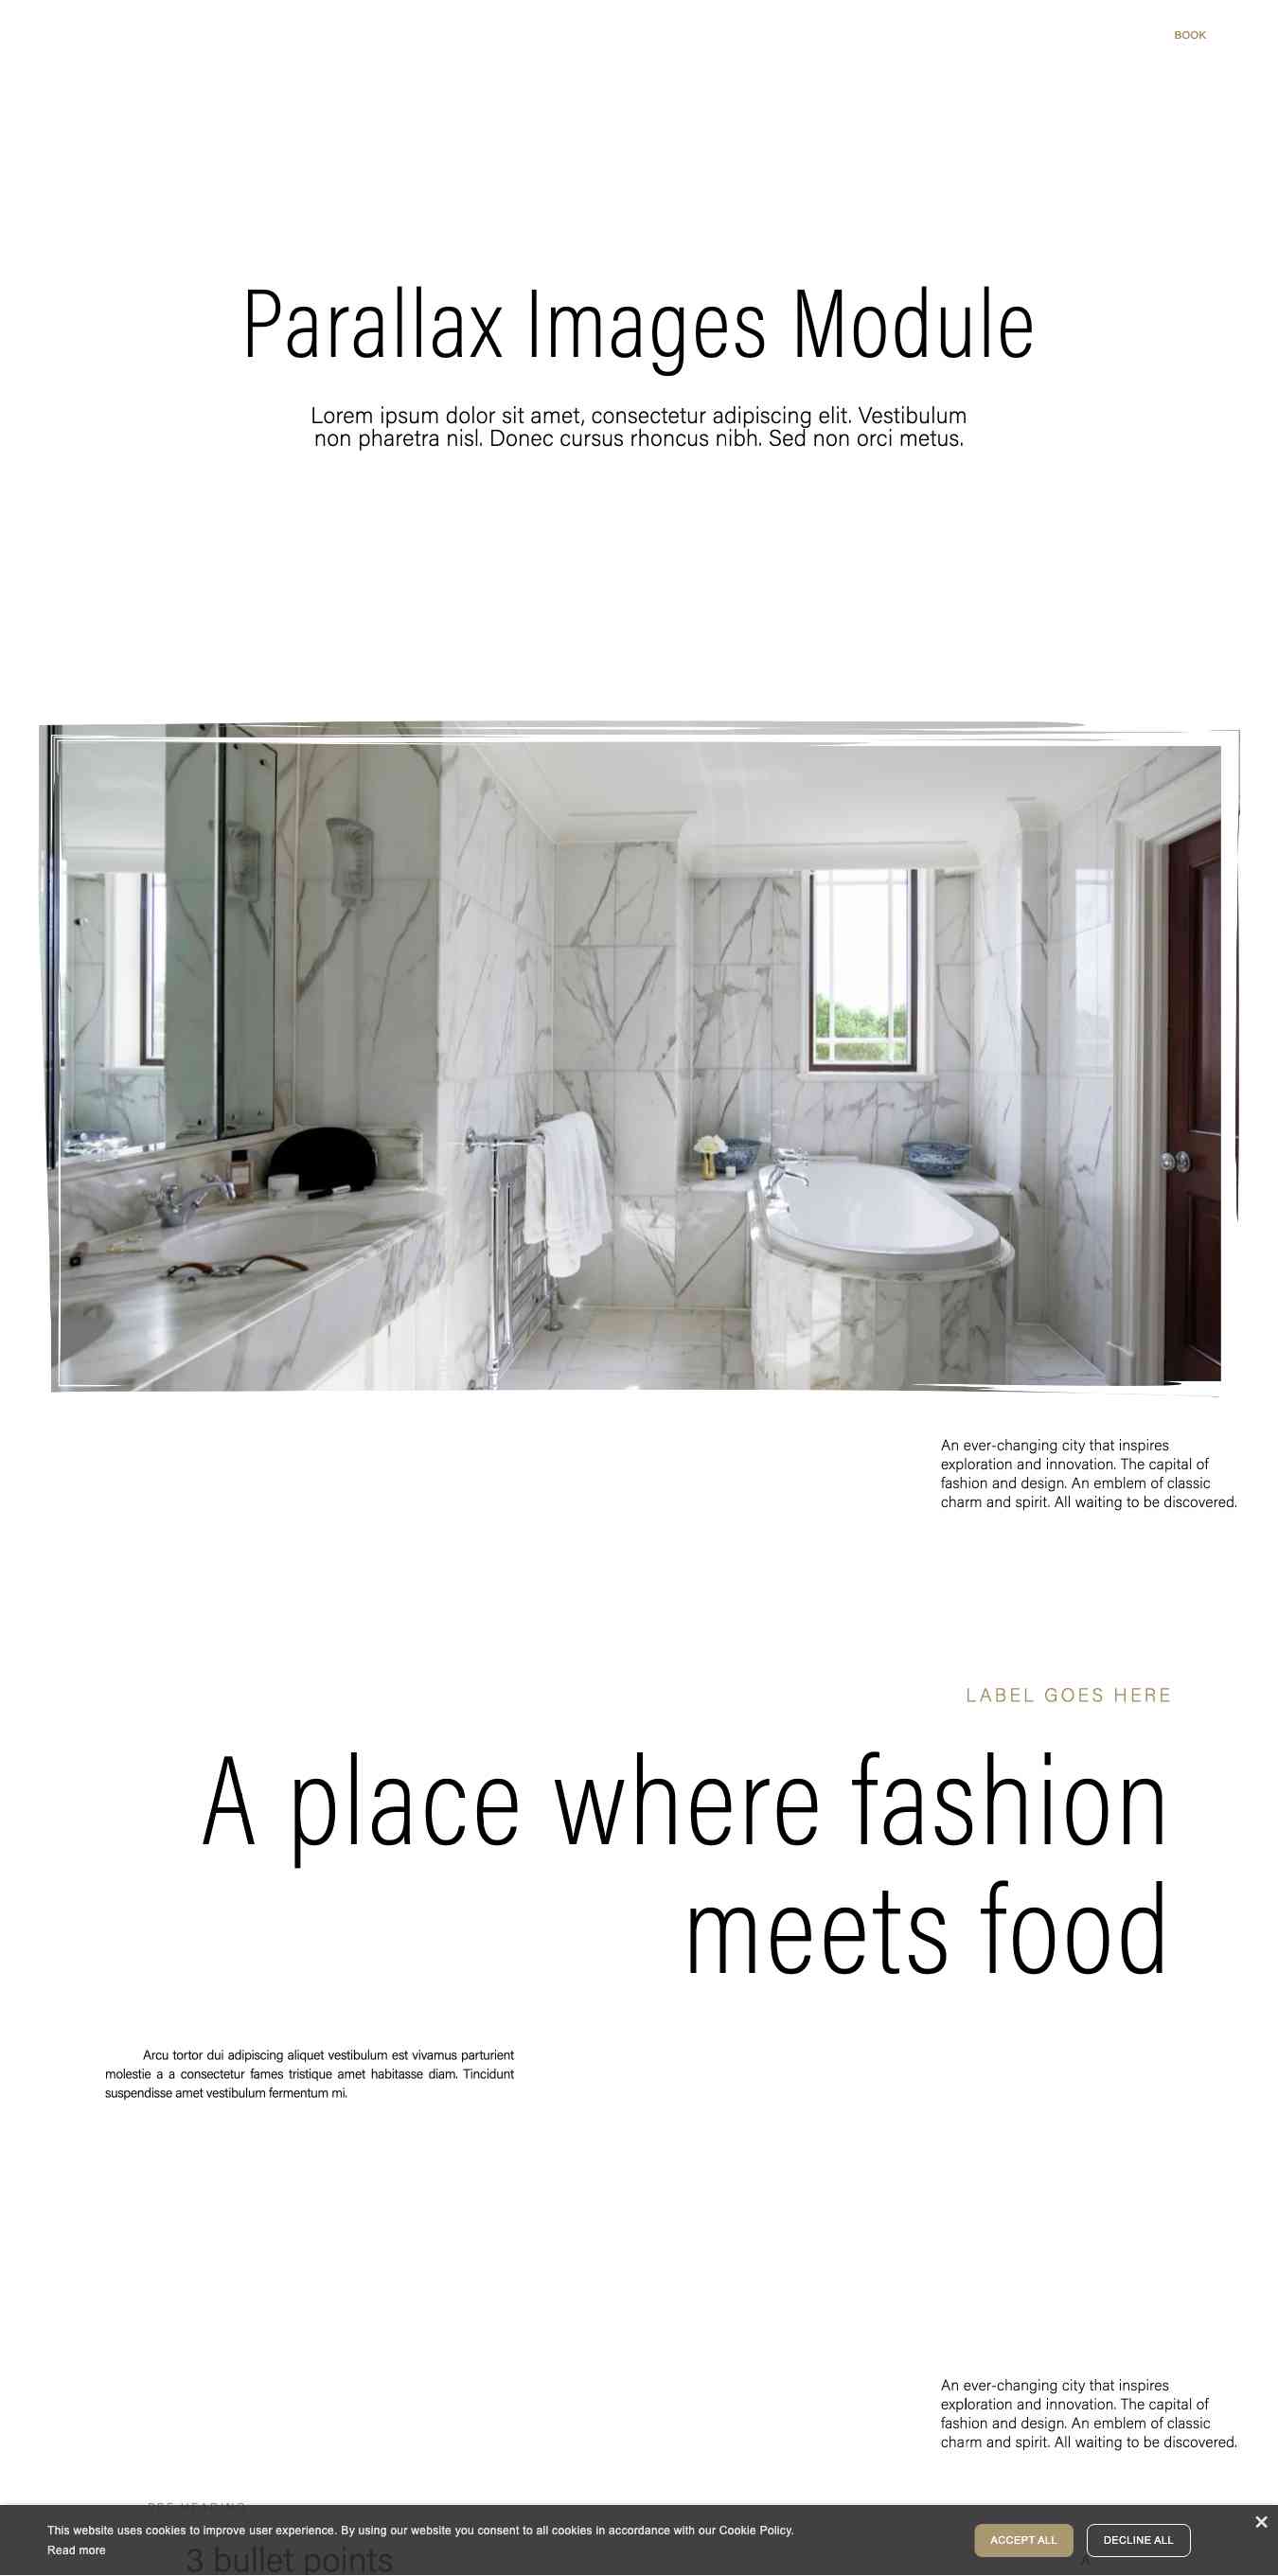 BOOK
Parallax Images Module
Lorem ipsum dolor sit amet, consectetur adipiscing elit. Vestibulum
non pharetra nisl. Donec cursus rhoncus nibh. Sed non orci metus.
An ever-changing city that inspires
exploration and innovation. The capital of
fashion and design. An emblem of classic
charm and spirit. All waiting to be discovered.
LABEL GOES HERE
A place where fashion
meets food
Arcu tortor dui adipiscing aliquet vestibulum est vivamus parturient
molestie a a consectetur fames tristique amet habitasse diam. Tincidunt
suspendisse amet vestibulum fermentum mi.
An ever-changing city that inspires
exploration and innovation. The capital of
fashion and design. An emblem of classic
charm and spirit. All waiting to be discovered.
PRE HEADING
This website uses cookies to improve user experience. By using our website you consent to all cookies in accordance with our Cookie Policy.
Read more
ACCEPT ALL
DECLINE ALL
3 bullet points